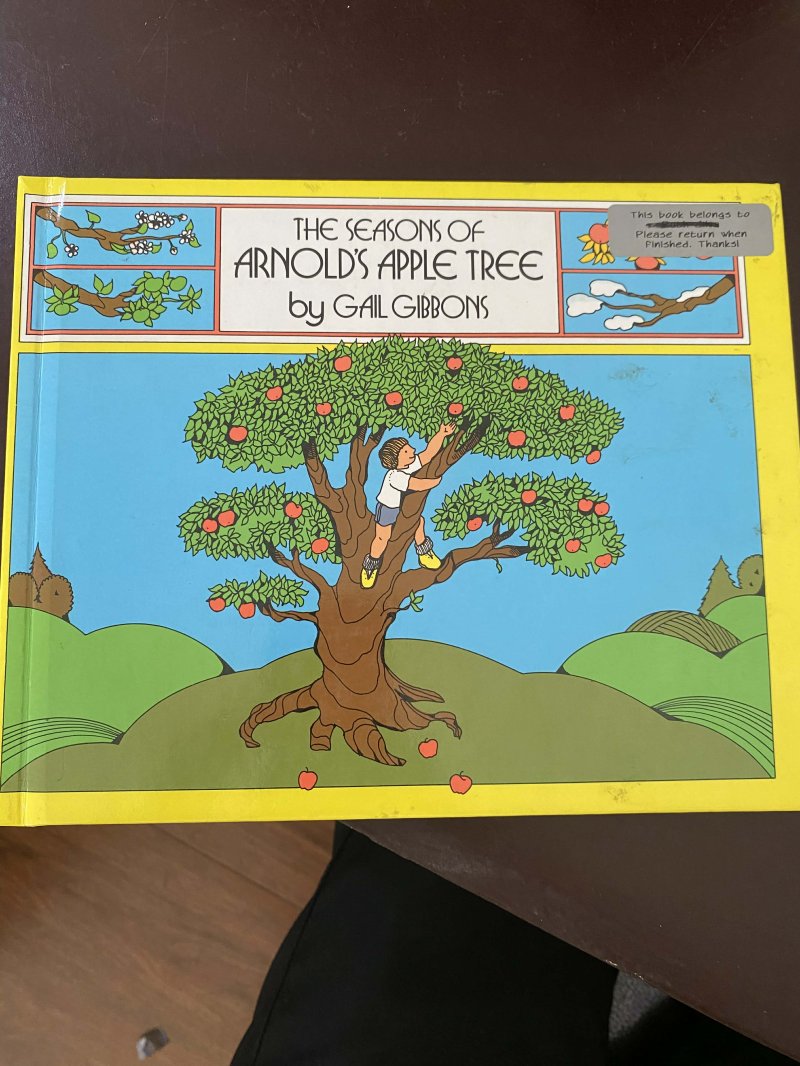 THE SEASONS OF
ARNOLD'S APPLE TREE
by GAIL GIBBONS
This book belongs to
Please return when
Finished. Thanks!